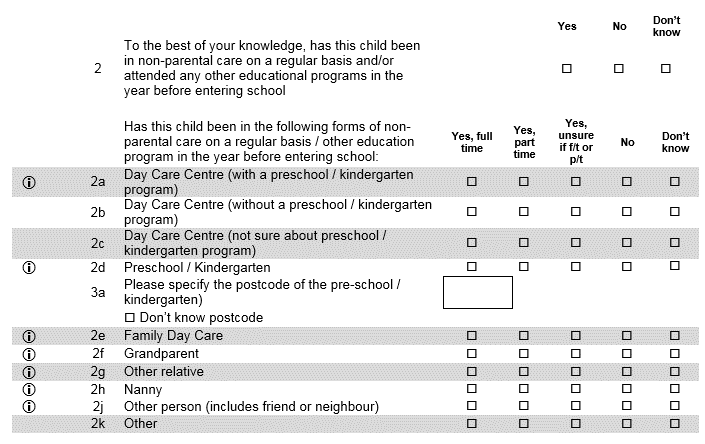 Yes No Don't know
2 To the best of your knowledge, has this child been
in non-parental care on a regular basis and/or
attended any other educational programs in the
year before entering school
Has this child been in the following forms of non-
parental care on a regular basis / other education
program in the year before entering school:
Yes, full time
Yes, part time
Yes, unsure if f/t or p/t
No
Don't know
2a Day Care Centre (with a preschool / kindergarten
program)
2b Day Care Centre (without a preschool / kindergarten
program)
2c Day Care Centre (not sure about preschool /
kindergarten program)
2d Preschool / Kindergarten
3a Please specify the postcode of the pre-school /
kindergarten)
Don't know postcode
2e Family Day Care
2f Grandparent
2g Other relative
2h Nanny
2j Other person (includes friend or neighbour)
2k Other